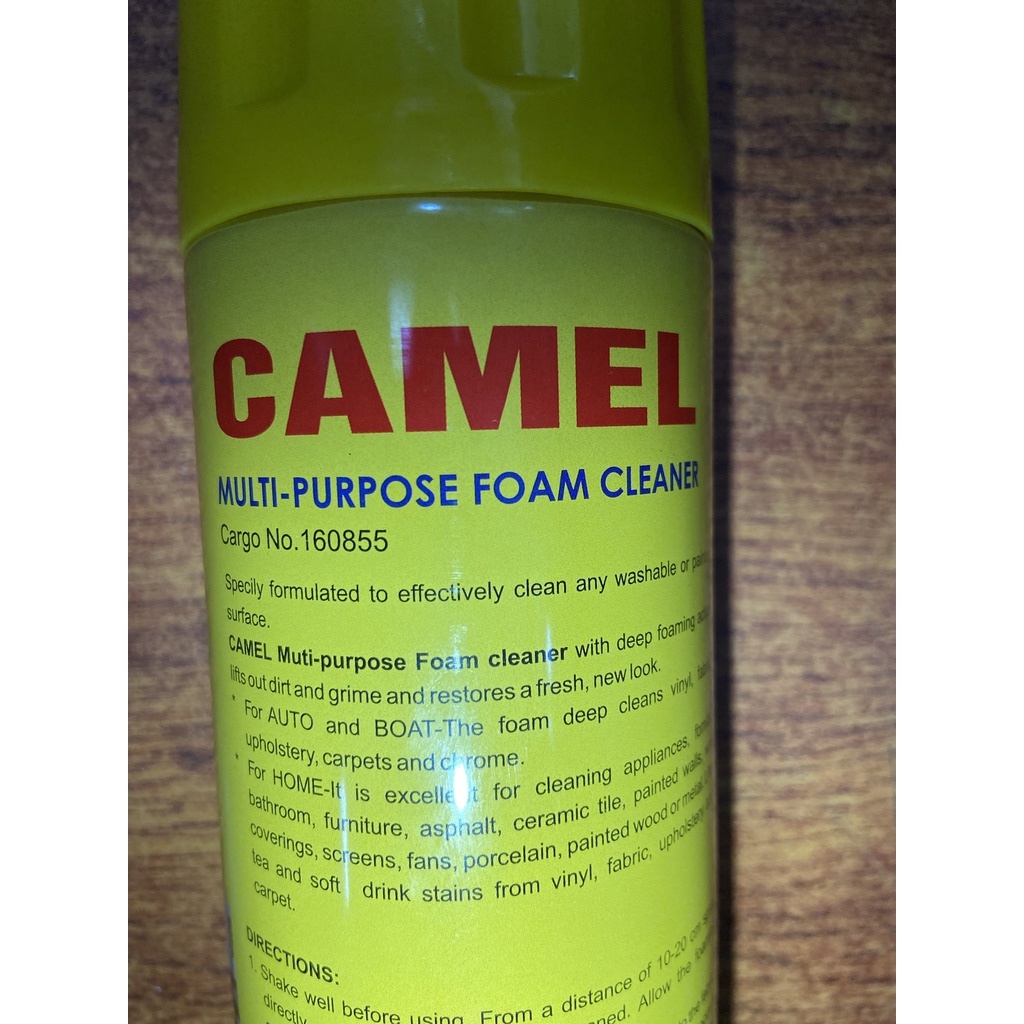 CAMEL
MULTI-PURPOSE FOAM CLEANER
Cargo No.160855
Specily formulated to effectively clean any washable or
surface.
CAMEL Muti-purpose Foam cleaner with deep foaming
lifts out dirt and grime and restores a fresh, new look.
* For AUTO and BOAT-The foam deep cleans vinyl,
upholstery, carpets and chrome.
* For HOME-It is excellent for cleaning appliances,
bathroom, furniture, asphalt, ceramic tile, painted walls,
coverings, screens, fans, porcelain, painted wood or metal,
tea and soft drink stains from vinyl, fabric, upholstery
carpet.
DIRECTIONS:
1. Shake well before using. From a distance of 10-20 cm
directly Allow the